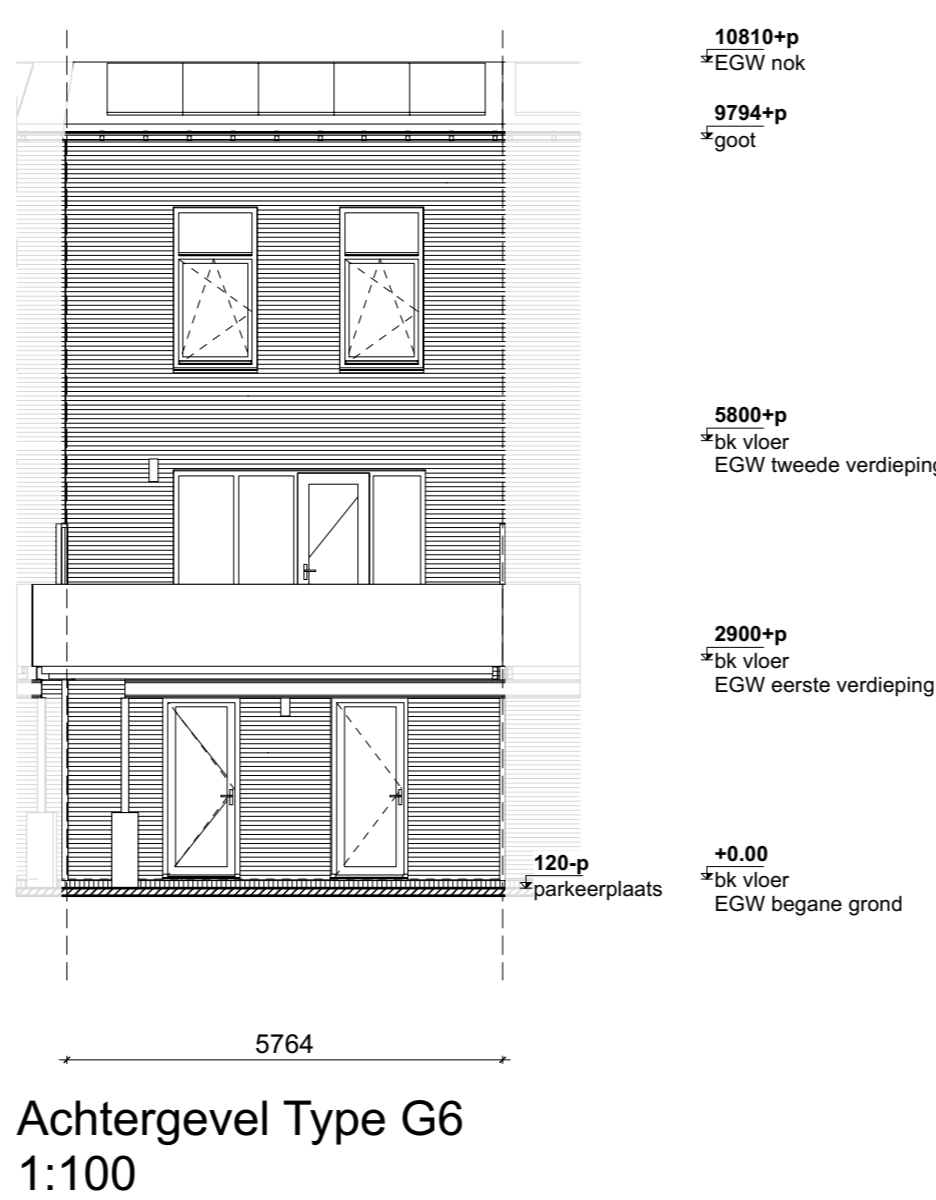 10810+p
EGW nok
9794+p
goot
5800+p
bk vloer
EGW tweede verdieping
2900+p
bk vloer
EGW eerste verdieping
+0.00
bk vloer
EGW begane grond
120-p
parkeerplaats
5764
Achtergevel Type G6
1:100